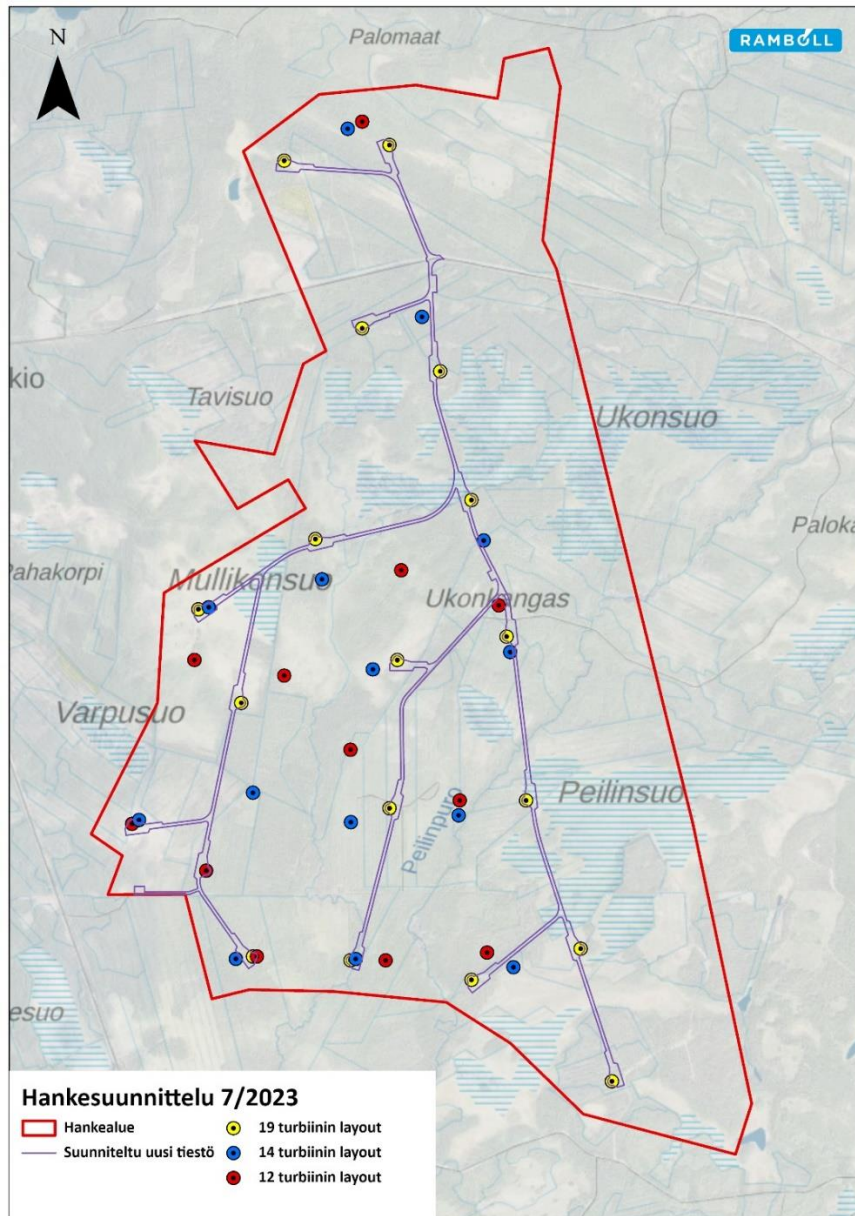 N
Palomaat
RAMBOLL
kio
Tavisuo
Ukonsuo
Paloka
Pahakorpi
Mullikonsuo
Ukonkangas
Varpusuo
Peilinsuo
Peilinpuro
esuo
Hankesuunnittelu 7/2023
Hankealue
19 turbiinin layout
Suunniteltu uusi tiestö
14 turbiinin layout
12 turbiinin layout